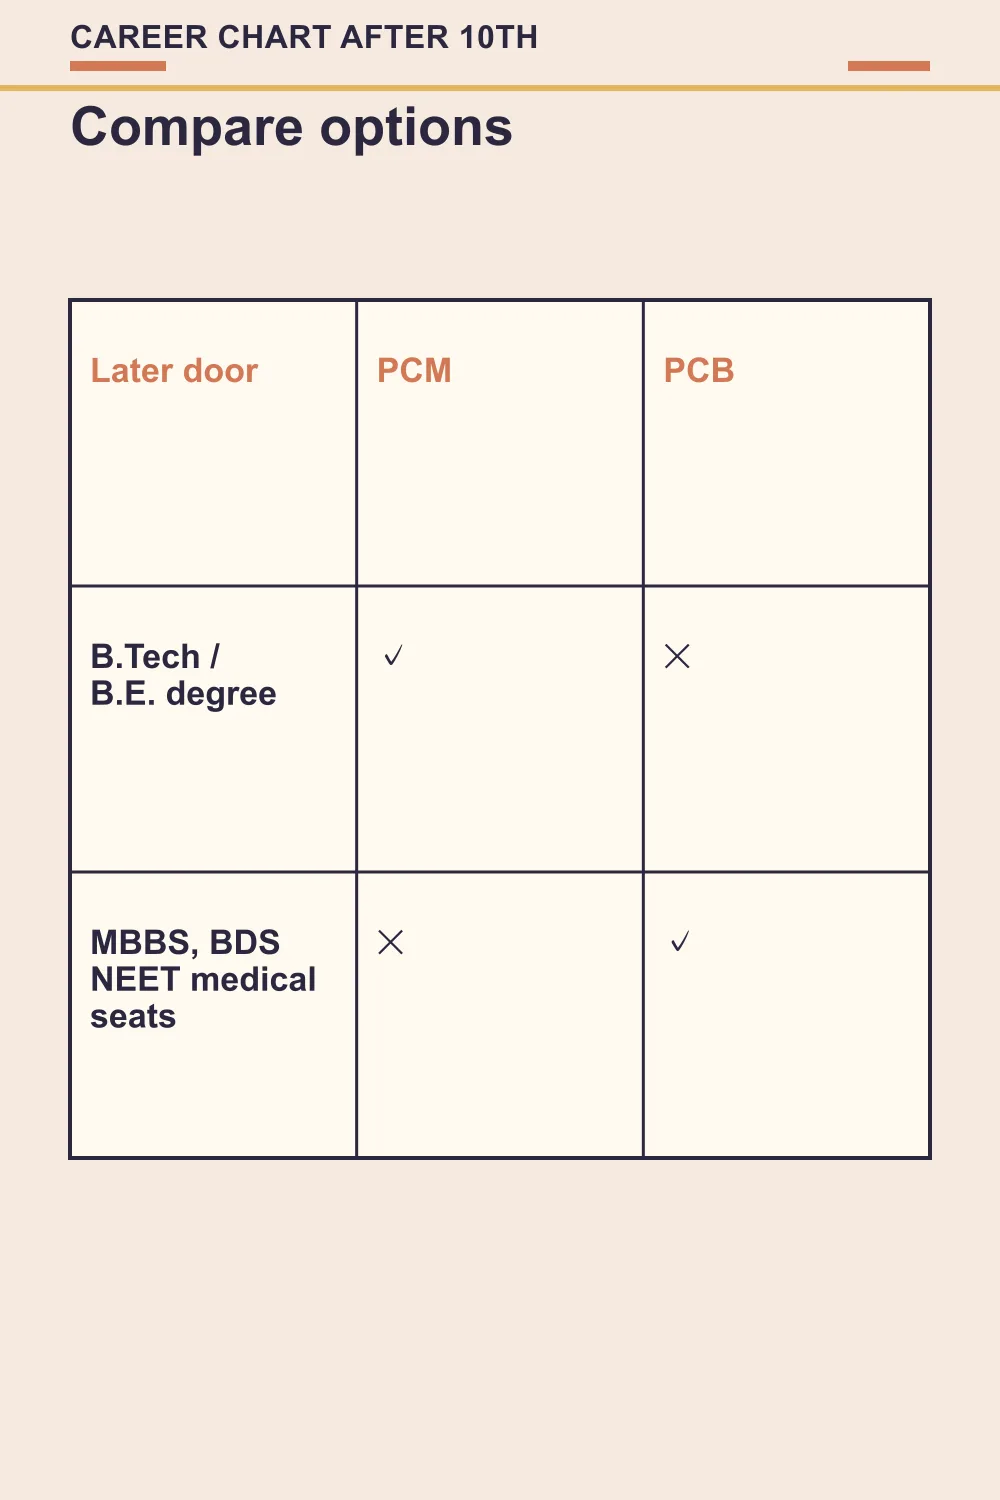 CAREER CHART AFTER 10TH
Compare options
Later door
PCM
PCB
B.Tech /
B.E. degree
✓
✕
MBBS, BDS
NEET medical
seats
✕
✓